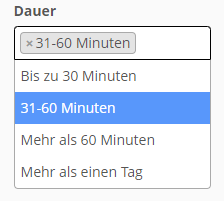 Dauer
×31-60 Minuten
Bis zu 30 Minuten
31-60 Minuten
Mehr als 60 Minuten
Mehr als einen Tag